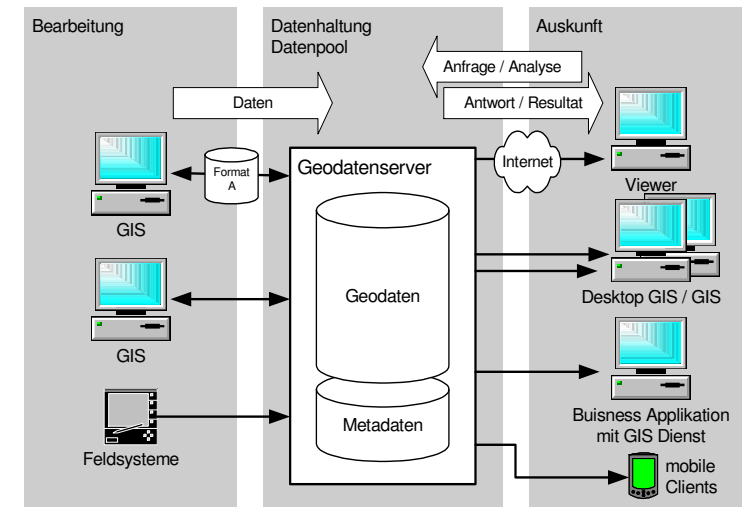 Bearbeitung
Datenhaltung
Datenpool
Auskunft
Anfrage / Analyse
Daten
Antwort / Resultat
Format
A
Geodatenserver
Internet
Viewer
GIS
Geodaten
Desktop GIS / GIS
GIS
Metadaten
Buisness Applikation
mit GIS Dienst
Feldsysteme
mobile
Clients